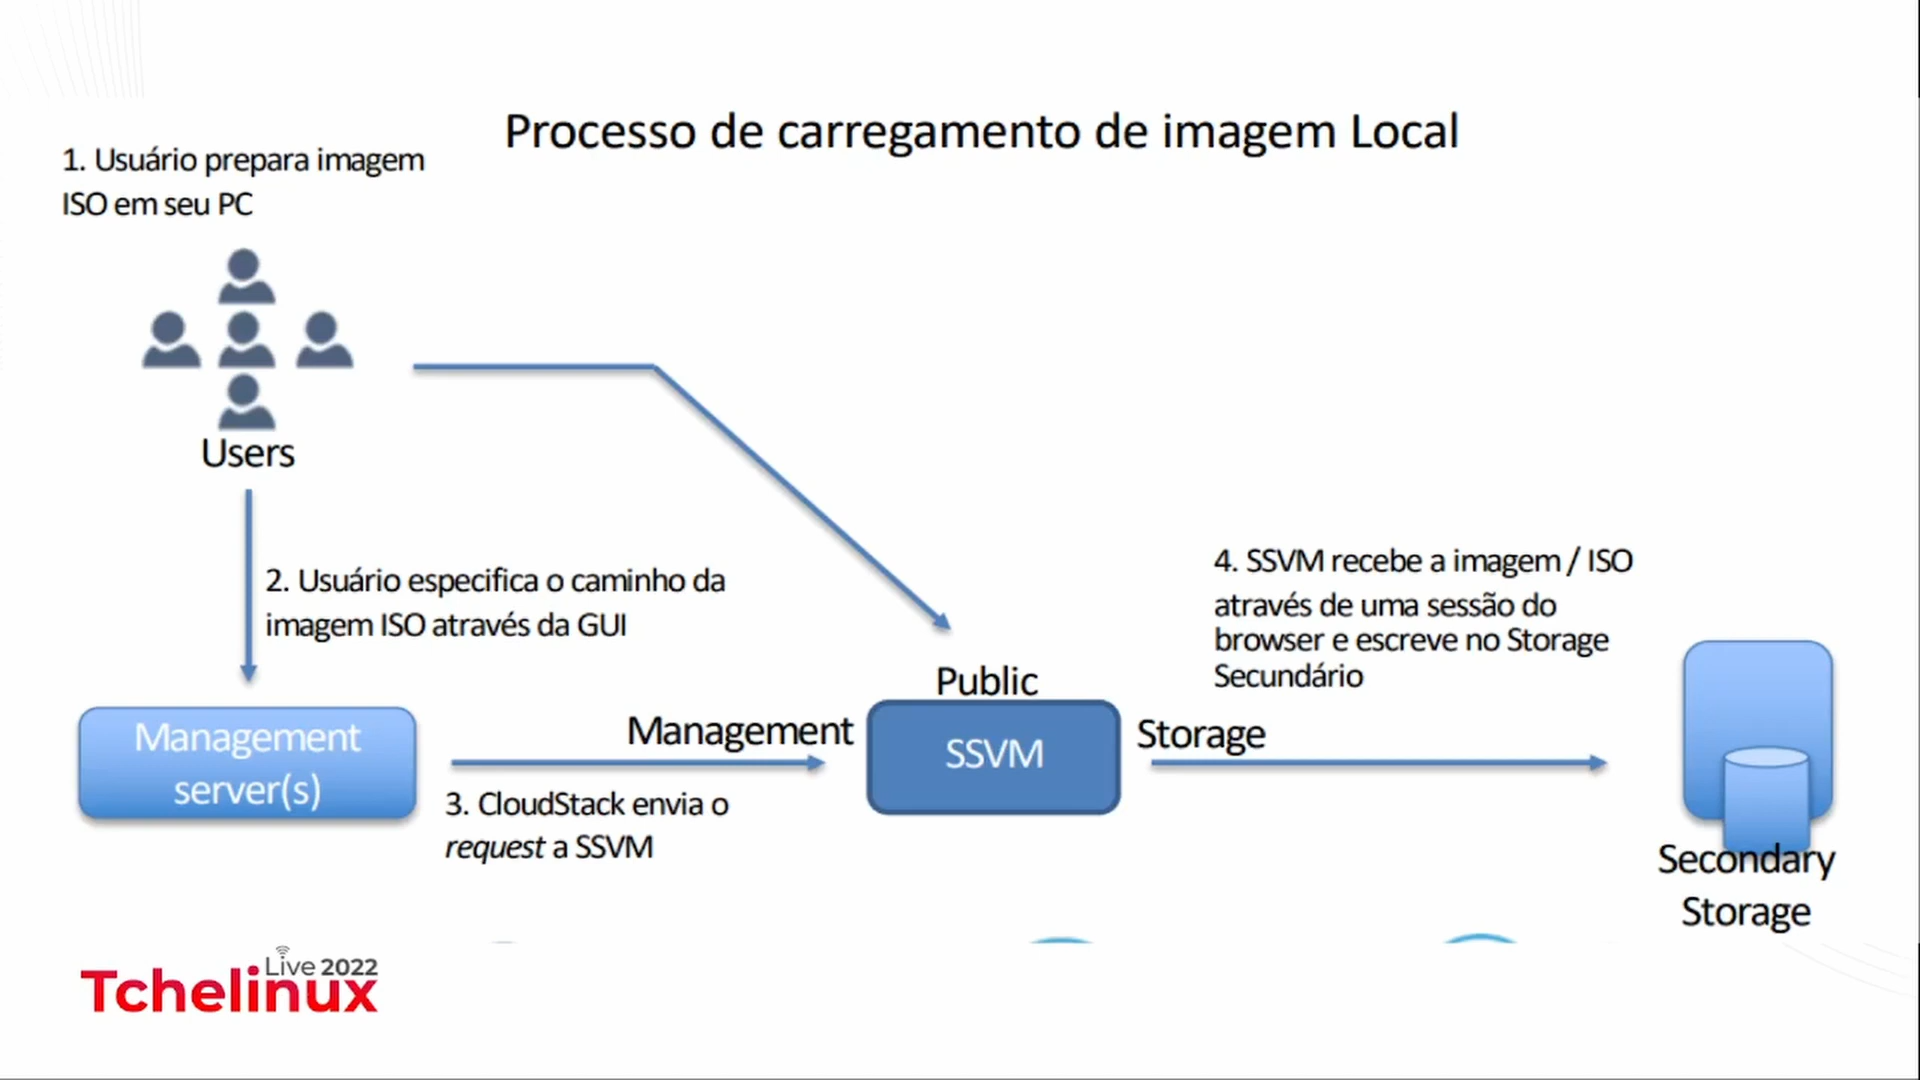 Processo de carregamento de imagem Local
1. Usuário prepara imagem
ISO em seu PC
Users
2. Usuário especifica o caminho da
imagem ISO através da GUI
Management
server(s)
Management
3. CloudStack envia o
request a SSVM
Public
SSVM
Storage
4. SSVM recebe a imagem / ISO
através de uma sessão do
browser e escreve no Storage
Secundário
Secondary
Storage
Live 2022
Tchelinux